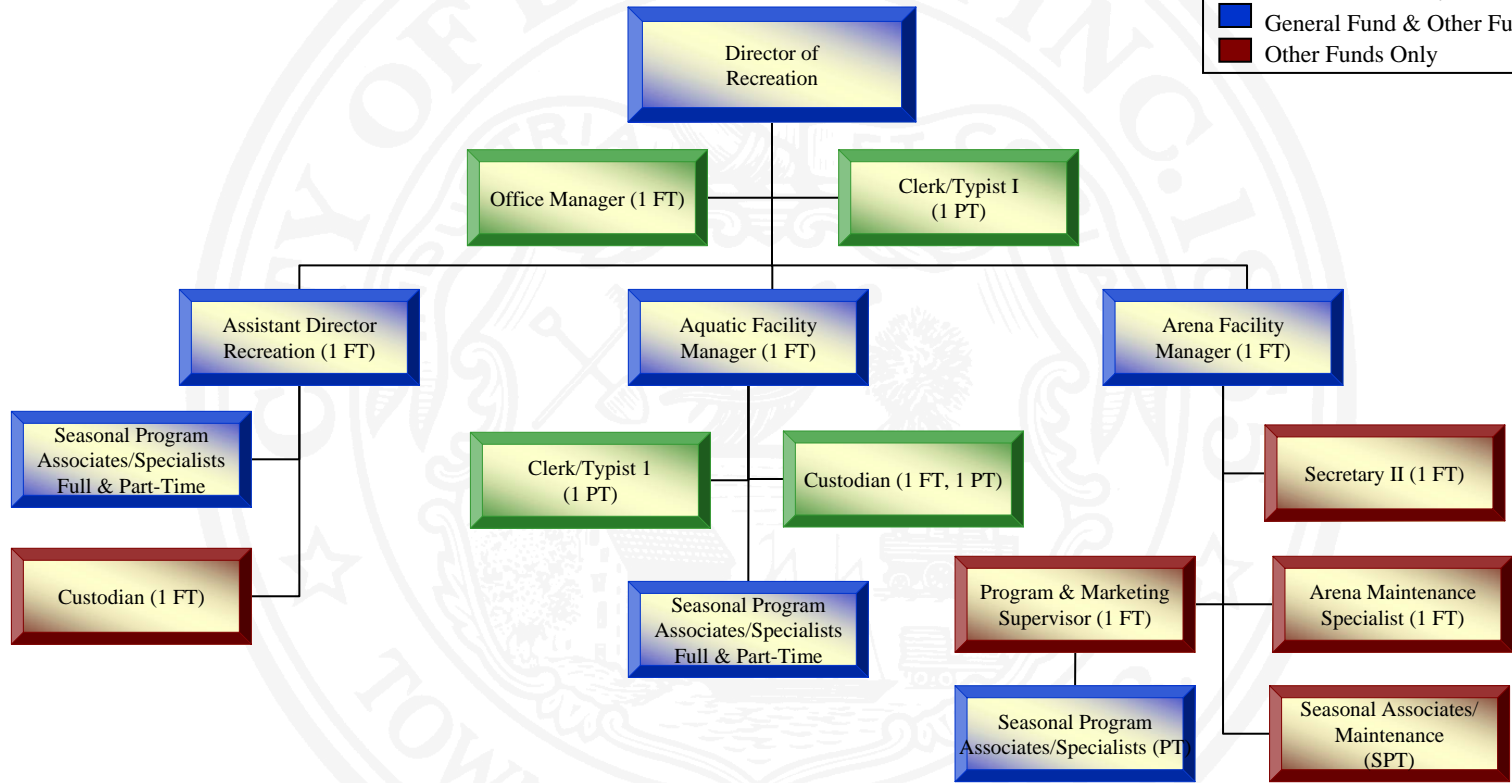 General Fund & Other Fu
Other Funds Only
Director of
Recreation
Office Manager (1 FT)
Clerk/Typist I
(1 PT)
Assistant Director
Recreation (1 FT)
Aquatic Facility
Manager (1 FT)
Arena Facility
Manager (1 FT)
Seasonal Program
Associates/Specialists
Full & Part-Time
Custodian (1 FT)
Clerk/Typist 1
(1 PT)
Custodian (1 FT, 1 PT)
Seasonal Program
Associates/Specialists
Full & Part-Time
Secretary II (1 FT)
Program & Marketing
Supervisor (1 FT)
Arena Maintenance
Specialist (1 FT)
Seasonal Program
Associates/Specialists (PT)
Seasonal Associates/
Maintenance
(SPT)